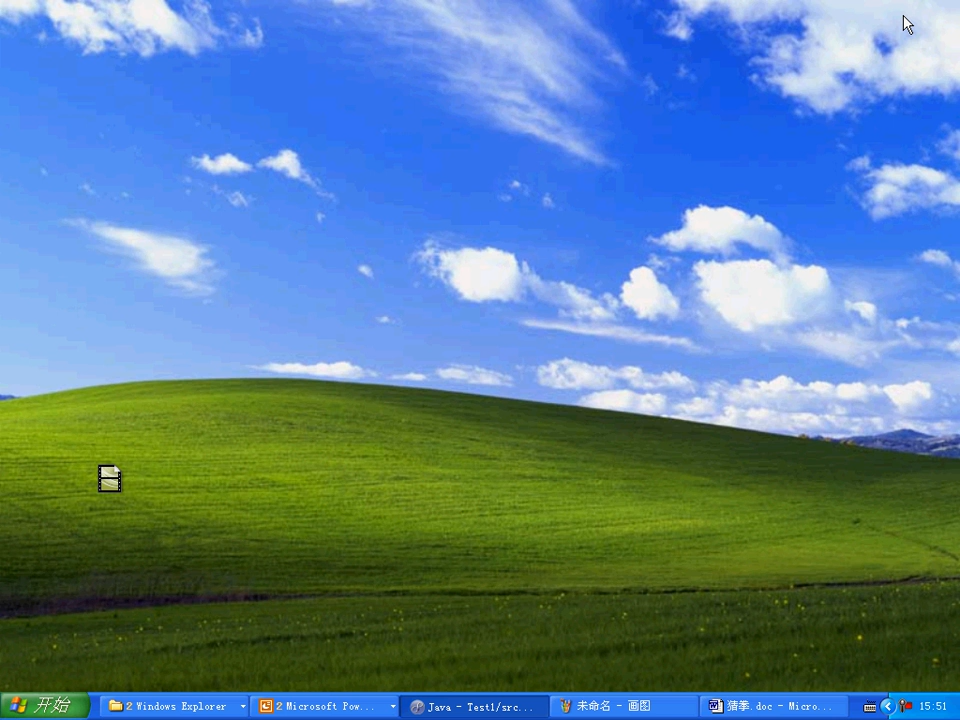 开始
2 Windows Explorer
2 Microsoft Pow...
Java - Test1/src...
未命名 - 画图
猜拳.doc - Micro...
15:51